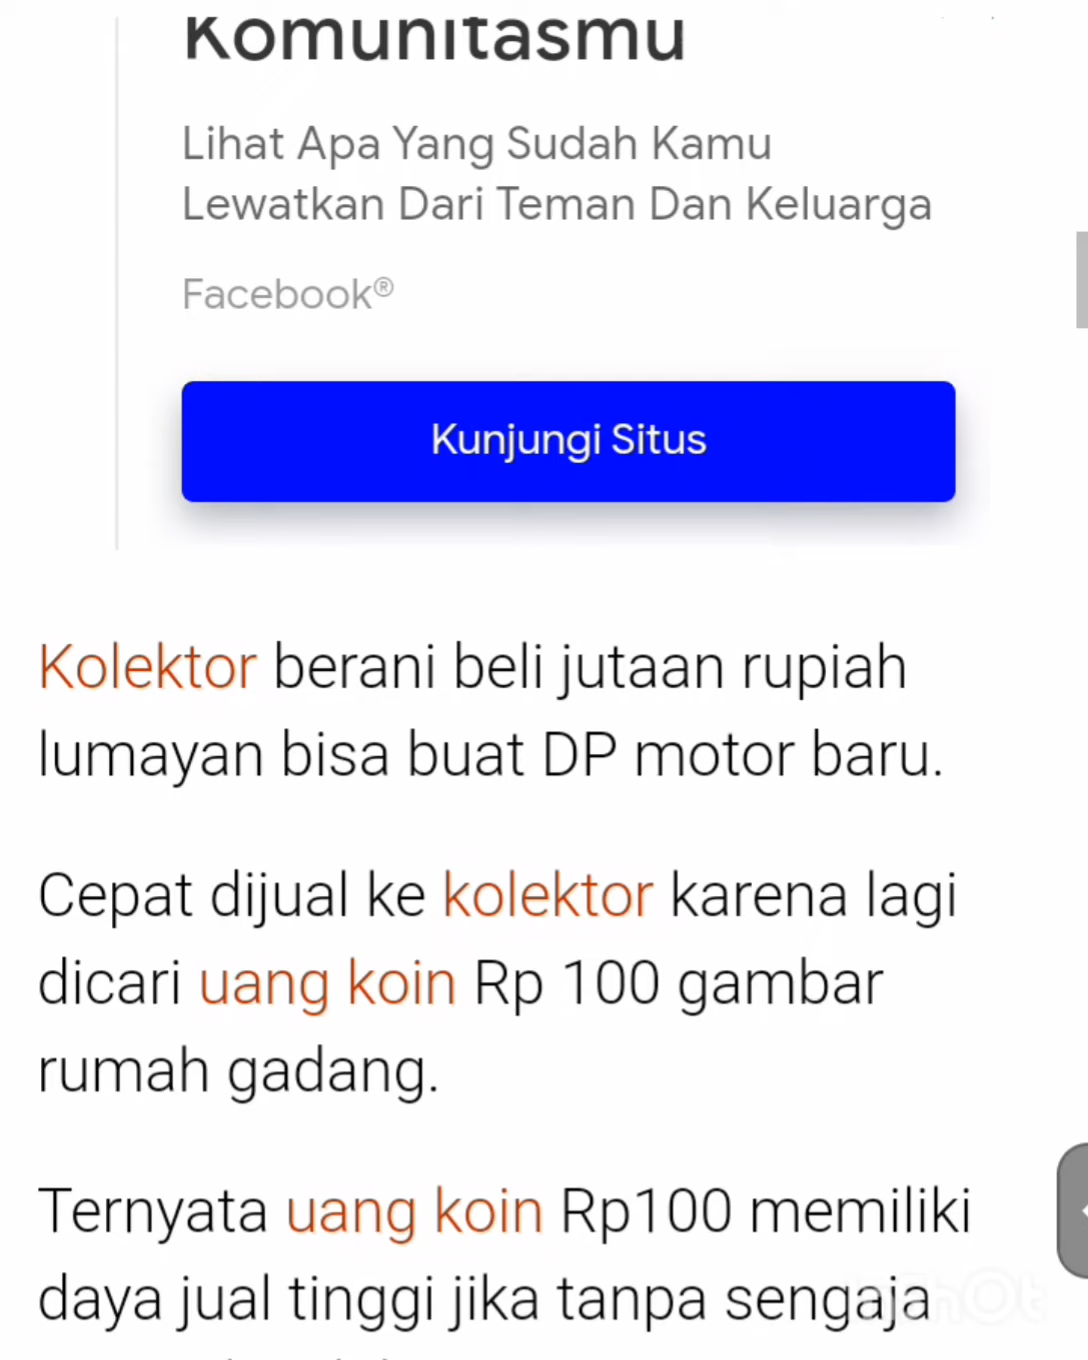 Komunitasmu
Lihat Apa Yang Sudah Kamu
Lewatkan Dari Teman Dan Keluarga
Facebook®
Kunjungi Situs
Kolektor berani beli jutaan rupiah
lumayan bisa buat DP motor baru.
Cepat dijual ke kolektor karena lagi
dicari uang koin Rp 100 gambar
rumah gadang.
Ternyata uang koin Rp100 memiliki
daya jual tinggi jika tanpa sengaja